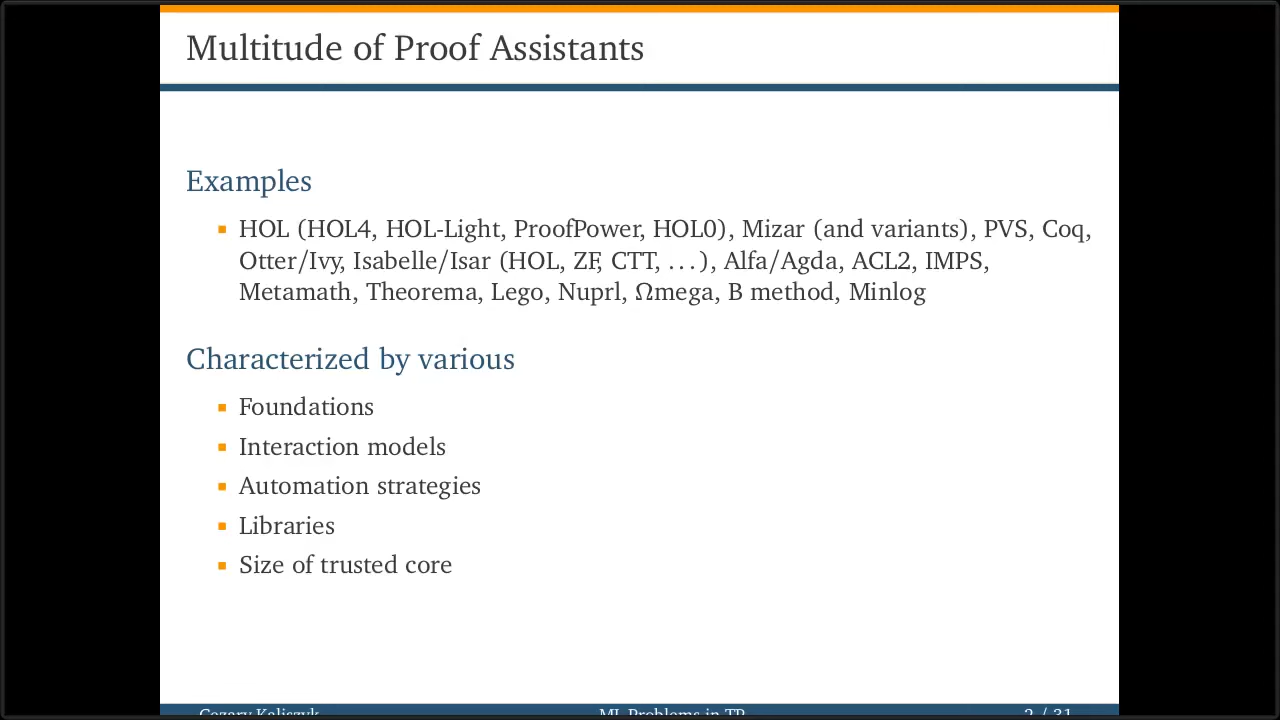 Multitude of Proof Assistants
Examples
HOL (HOL4, HOL-Light, ProofPower, HOL0), Mizar (and variants), PVS, Coq,
Otter/Ivy, Isabelle/Isar (HOL, ZF, CTT, ...), Alfa/Agda, ACL2, IMPS,
Metamath, Theorema, Lego, Nuprl, Ωmega, B method, Minlog
Characterized by various
Foundations
Interaction models
Automation strategies
Libraries
Size of trusted core
Cezary Kaliszyk ML Problems in TP 2 / 31